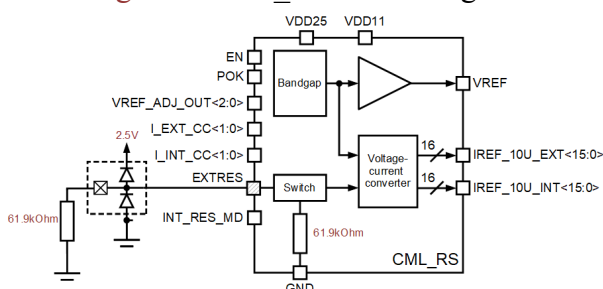 VDD25 VDD11
EN
POK
Bandgap
VREF
VREF_ADJ_OUT<2:0>
I_EXT_CC<1:0>
2.5V
I_INT_CC<1:0>
16
IREF_10U_EXT<15:0>
Voltage-
current
converter
EXTRES
Switch
16
IREF_10U_INT<15:0>
61.9kOhm
INT_RES_MD
61.9kOhm
CML_RS
GND